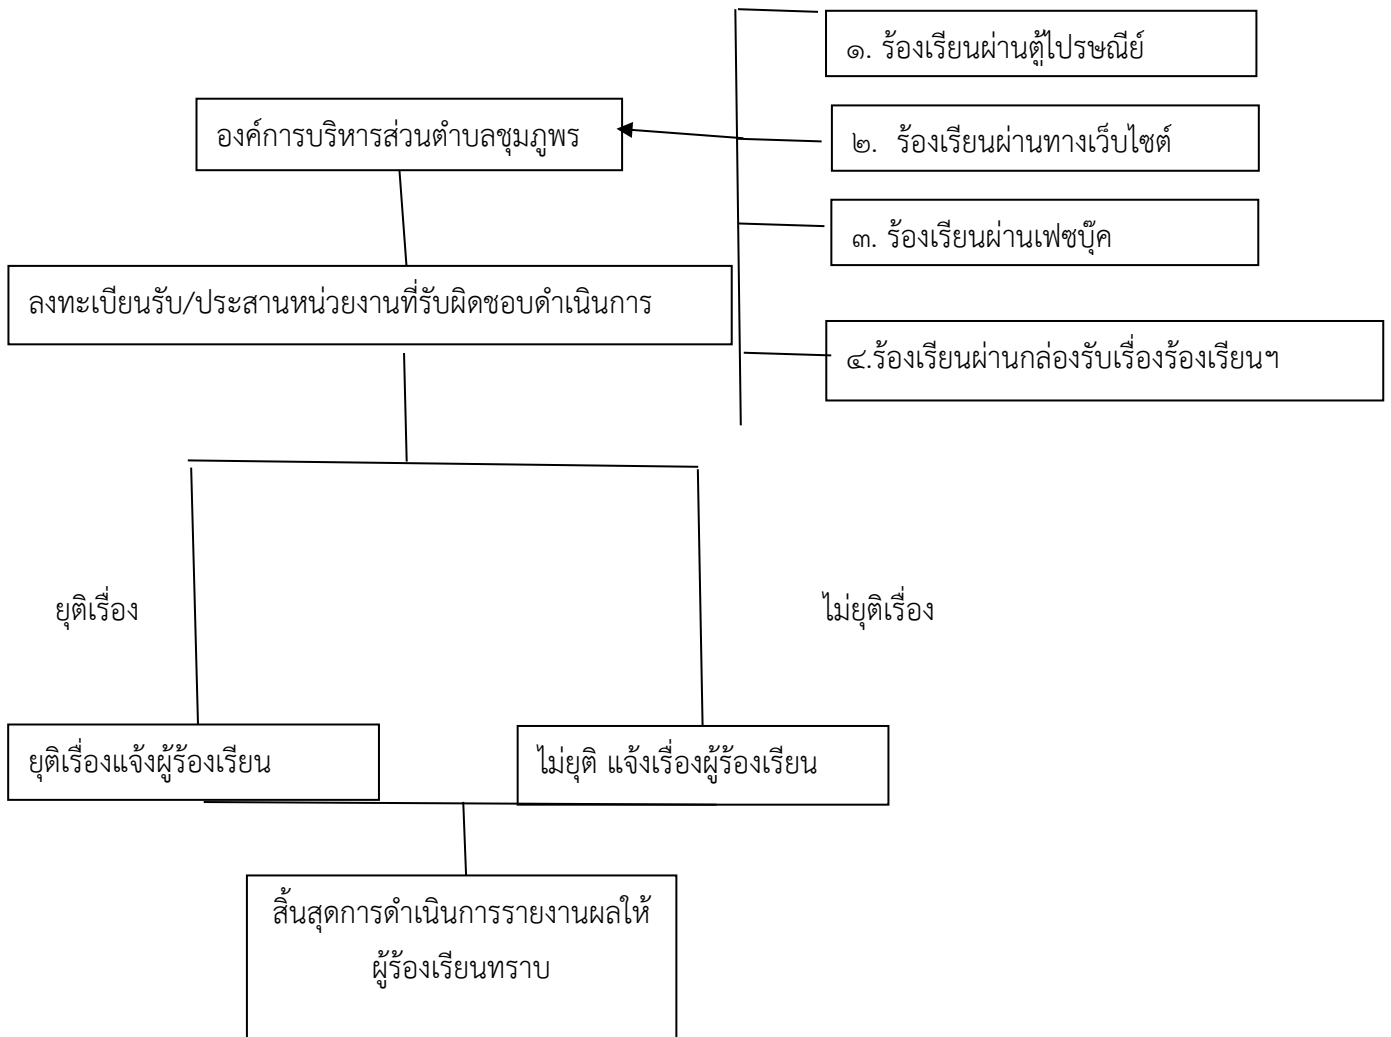 ๑. ร้องเรียนผ่านตู้ไปรษณีย์
องค์การบริหารส่วนตำบลชุมภูพร
๒. ร้องเรียนผ่านทางเว็บไซต์
๓. ร้องเรียนผ่านเฟซบุ๊ค
ลงทะเบียนรับ/ประสานหน่วยงานที่รับผิดชอบดำเนินการ
๔.ร้องเรียนผ่านกล่องรับเรื่องร้องเรียนฯ
ยุติเรื่อง
ไม่ยุติเรื่อง
ยุติเรื่องแจ้งผู้ร้องเรียน
ไม่ยุติ แจ้งเรื่องผู้ร้องเรียน
สิ้นสุดการดำเนินการรายงานผลให้
ผู้ร้องเรียนทราบ